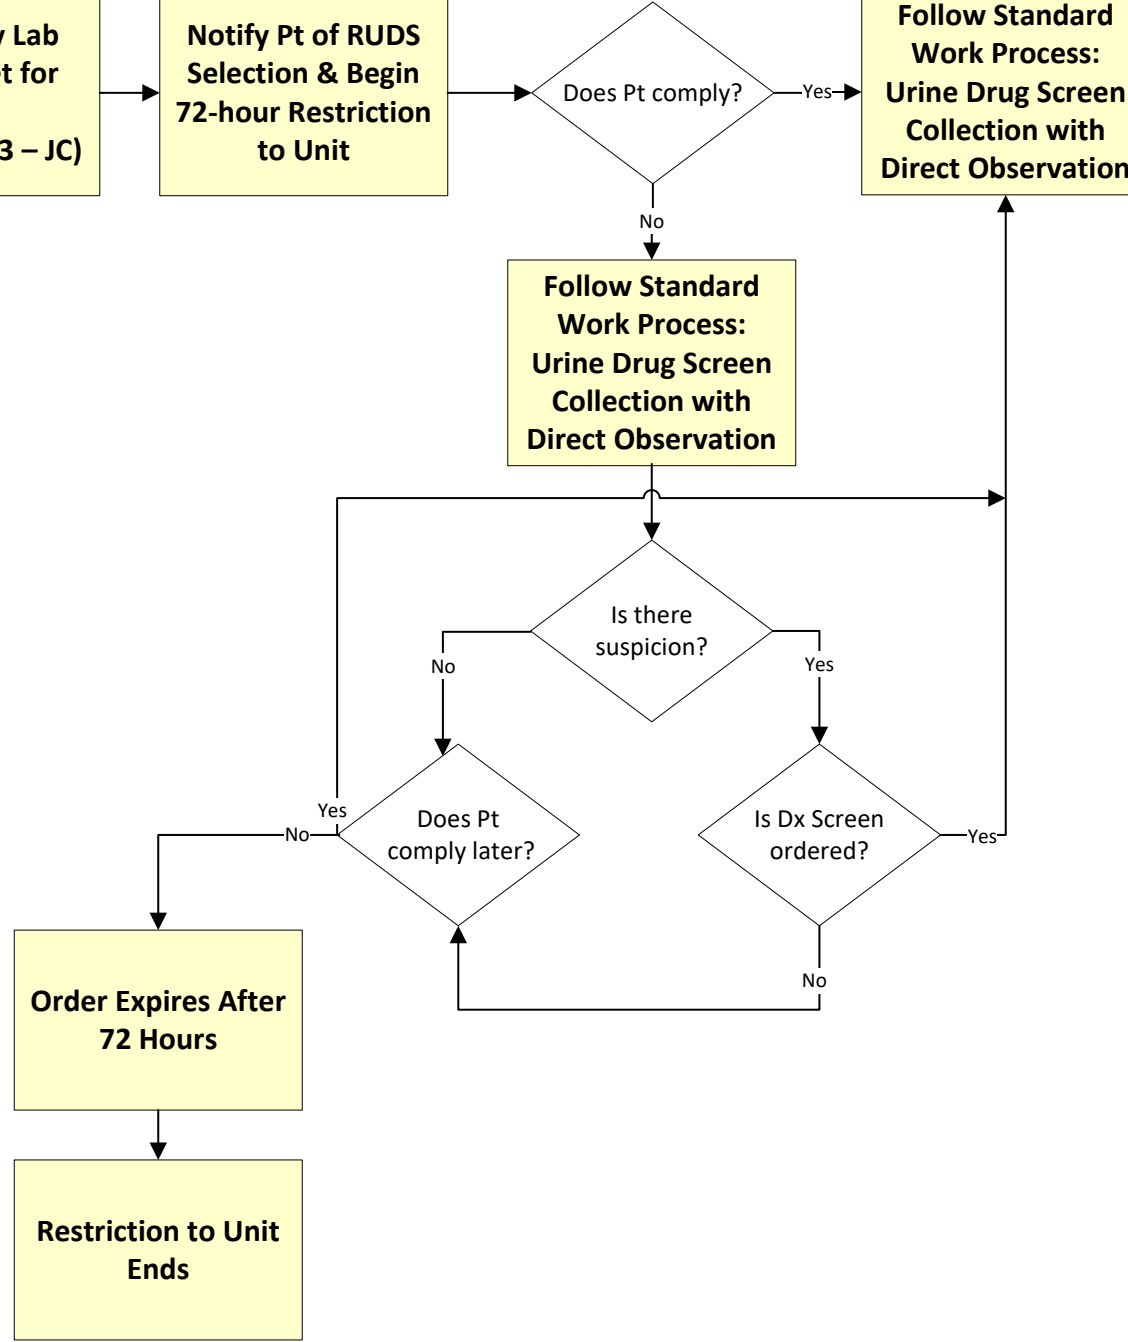 y Lab
et for
3 – JC)
Notify Pt of RUDS
Selection & Begin
72-hour Restriction
to Unit
Does Pt comply?
Yes
Follow Standard
Work Process:
Urine Drug Screen
Collection with
Direct Observation
No
Follow Standard
Work Process:
Urine Drug Screen
Collection with
Direct Observation
Is there
suspicion?
No
Yes
Yes
No
Does Pt
comply later?
Is Dx Screen
ordered?
Yes
No
Order Expires After
72 Hours
Restriction to Unit
Ends